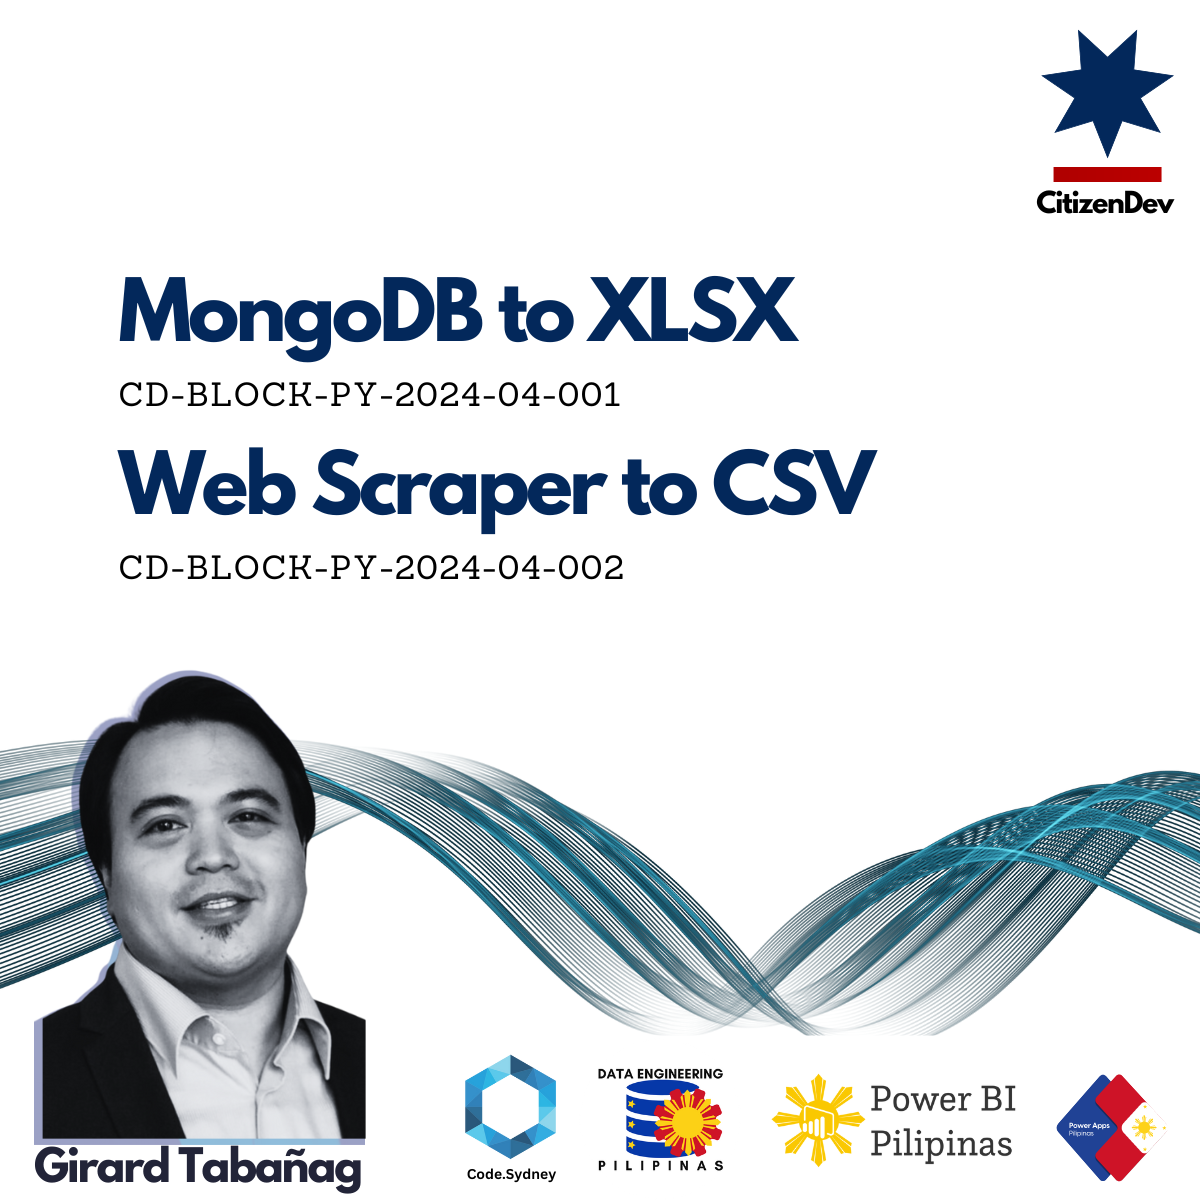 CitizenDev
MongoDB to XLSX
CD-BLOCK-PY-2024-04-001
Web Scraper to CSV
CD-BLOCK-PY-2024-04-002
Girard Tabañag
Code.Sydney
DATA ENGINEERING
PILIPINAS
Power BI
Pilipinas
Power Apps
Pilipinas